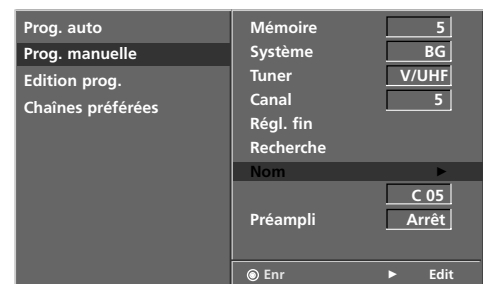 Prog. auto
Prog. manuelle
Edition prog.
Chaînes préférées
Mémoire 5
Système BG
Tuner V/UHF
Canal 5
Régl. fin
Recherche
Nom ►
C 05
Préampli Arrêt
◉ Enr ► Edit